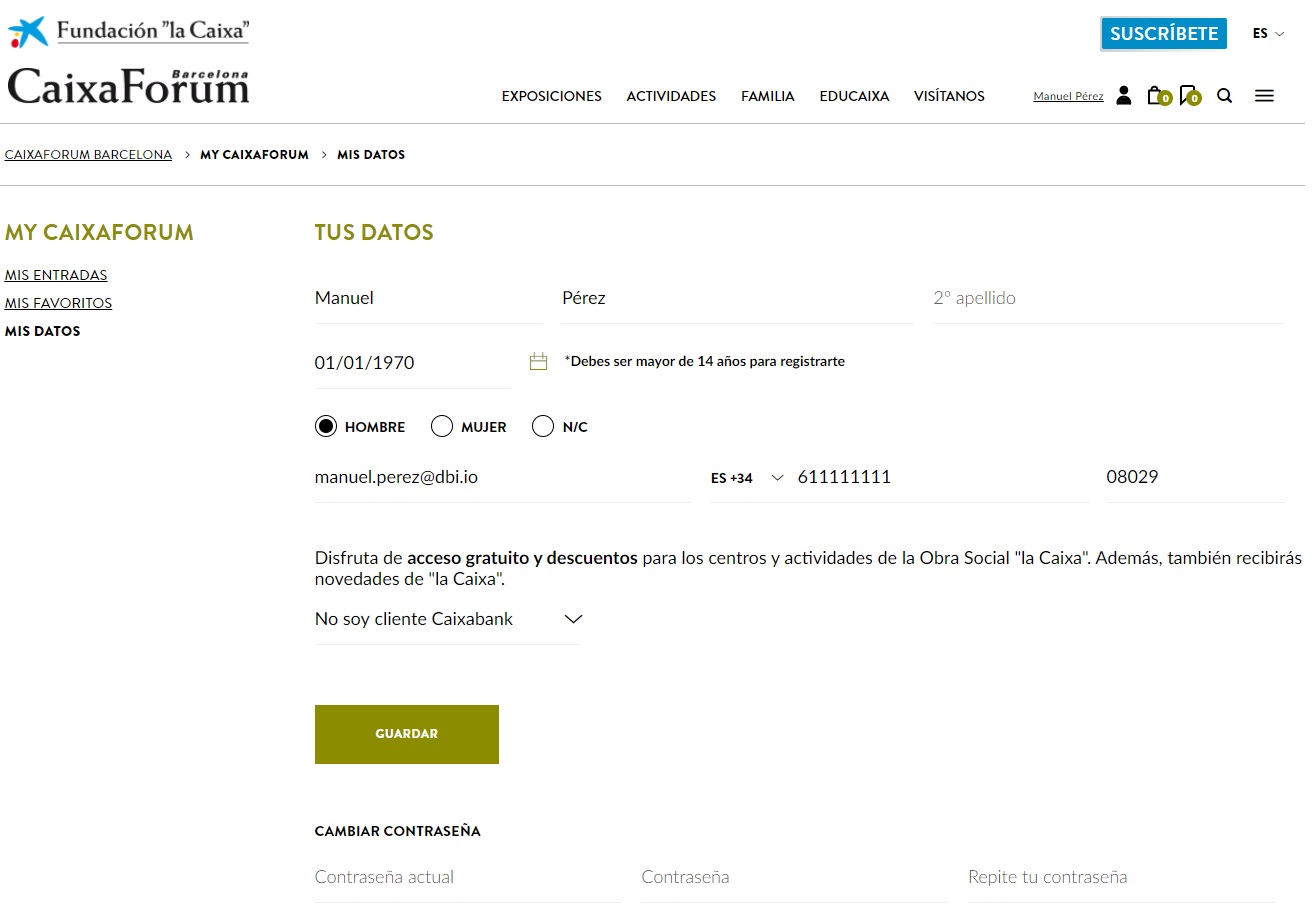 Fundación "la Caixa"
SUSCRÍBETE
ES
CaixaForum Barcelona
EXPOSICIONES ACTIVIDADES FAMILIA EDUCAIXA VISÍTANOS Manuel Pérez 0 0
CAIXAFORUM BARCELONA > MY CAIXAFORUM > MIS DATOS
MY CAIXAFORUM
MIS ENTRADAS
MIS FAVORITOS
MIS DATOS
TUS DATOS
Manuel Pérez 2º apellido
01/01/1970 *Debes ser mayor de 14 años para registrarte
HOMBRE MUJER N/C
manuel.perez@dbi.io ES +34 611111111 08029
Disfruta de acceso gratuito y descuentos para los centros y actividades de la Obra Social "la Caixa". Además, también recibirás
novedades de "la Caixa".
No soy cliente Caixabank
GUARDAR
CAMBIAR CONTRASEÑA
Contraseña actual Contraseña Repite tu contraseña